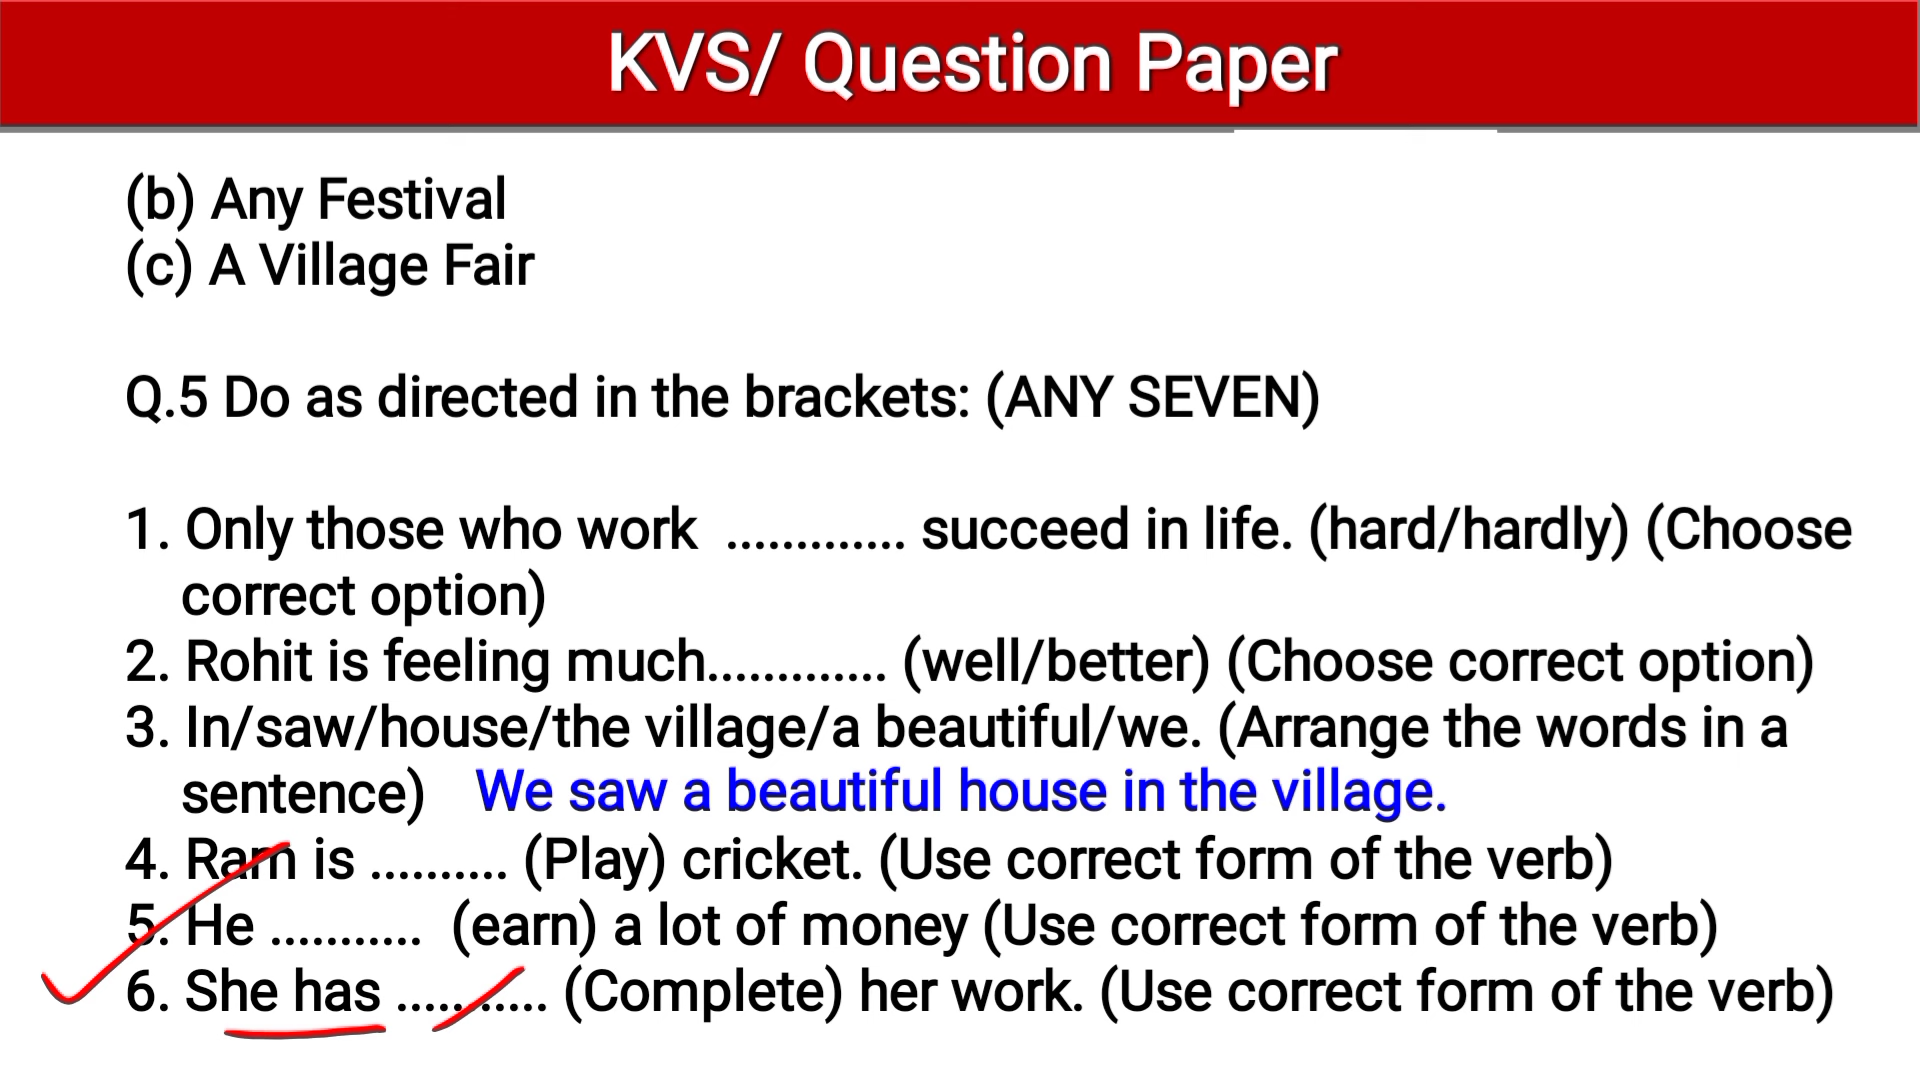 KVS/ Question Paper
(b) Any Festival
(c) A Village Fair
Q.5 Do as directed in the brackets: (ANY SEVEN)
1. Only those who work ............. succeed in life. (hard/hardly) (Choose
correct option)
2. Rohit is feeling much............. (well/better) (Choose correct option)
3. In/saw/house/the village/a beautiful/we. (Arrange the words in a
sentence) We saw a beautiful house in the village.
4. Ram is .......... (Play) cricket. (Use correct form of the verb)
5. He ........... (earn) a lot of money (Use correct form of the verb)
6. She has ........... (Complete) her work. (Use correct form of the verb)